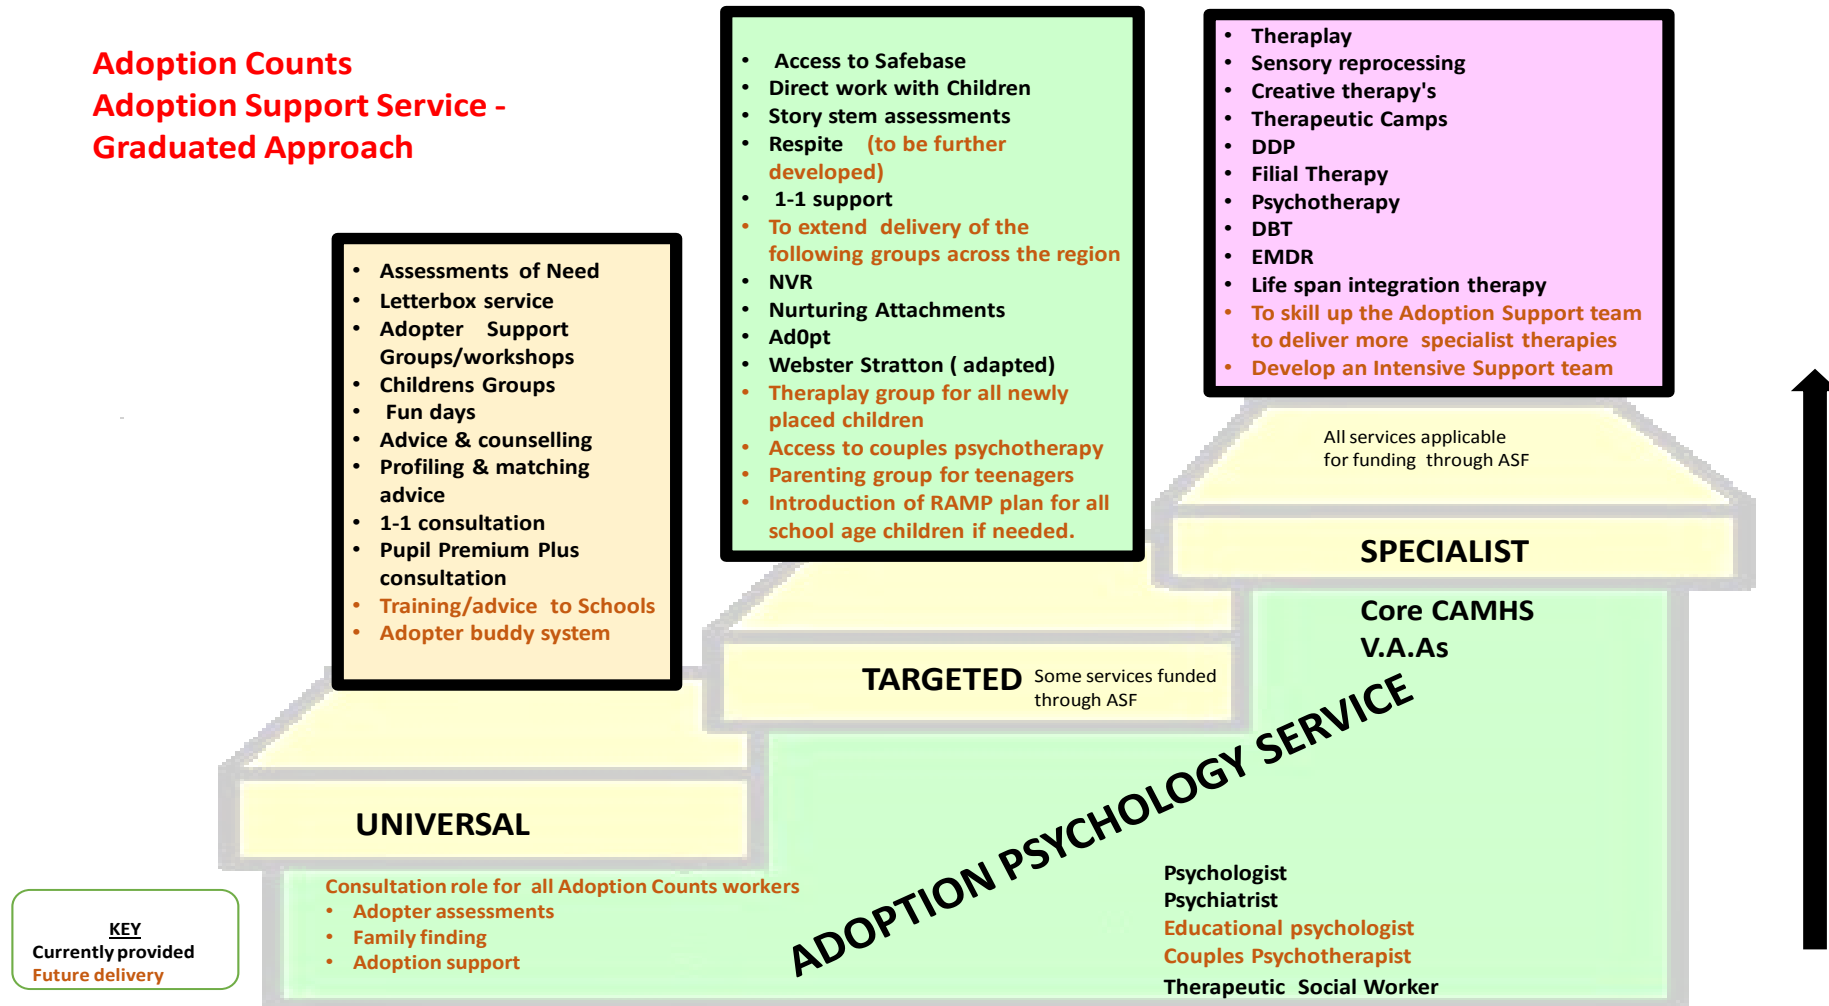 Adoption Counts
Adoption Support Service -
Graduated Approach
• Assessments of Need
• Letterbox service
• Adopter Support
Groups/workshops
• Childrens Groups
• Fun days
• Advice & counselling
• Profiling & matching
advice
• 1-1 consultation
• Pupil Premium Plus
consultation
• Training/advice to Schools
• Adopter buddy system
• Access to Safebase
• Direct work with Children
• Story stem assessments
• Respite (to be further
developed)
• 1-1 support
• To extend delivery of the
following groups across the region
• NVR
• Nurturing Attachments
• Ad0pt
• Webster Stratton ( adapted)
• Theraplay group for all newly
placed children
• Access to couples psychotherapy
• Parenting group for teenagers
• Introduction of RAMP plan for all
school age children if needed.
• Theraplay
• Sensory reprocessing
• Creative therapy's
• Therapeutic Camps
• DDP
• Filial Therapy
• Psychotherapy
• DBT
• EMDR
• Life span integration therapy
• To skill up the Adoption Support team
to deliver more specialist therapies
• Develop an Intensive Support team
All services applicable
for funding through ASF
SPECIALIST
Core CAMHS
V.A.As
TARGETED
Some services funded
through ASF
UNIVERSAL
ADOPTION PSYCHOLOGY SERVICE
Consultation role for all Adoption Counts workers
• Adopter assessments
• Family finding
• Adoption support
Psychologist
Psychiatrist
Educational psychologist
Couples Psychotherapist
Therapeutic Social Worker
KEY
Currently provided
Future delivery